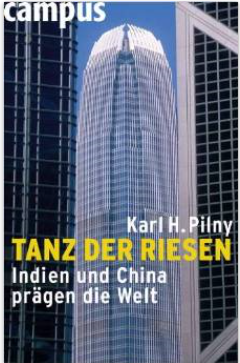 campus
Karl H. Pilny
TANZ DER RIESEN
Indien und China
prägen die Welt